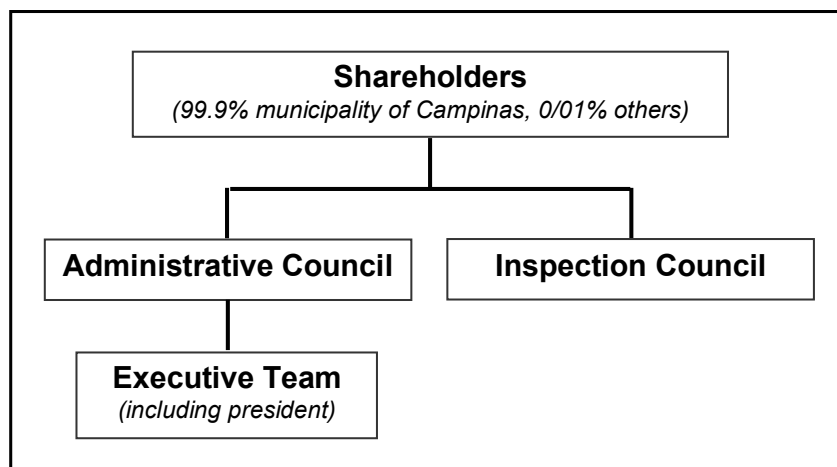 Shareholders
(99.9% municipality of Campinas, 0/01% others)
Administrative Council
Inspection Council
Executive Team
(including president)